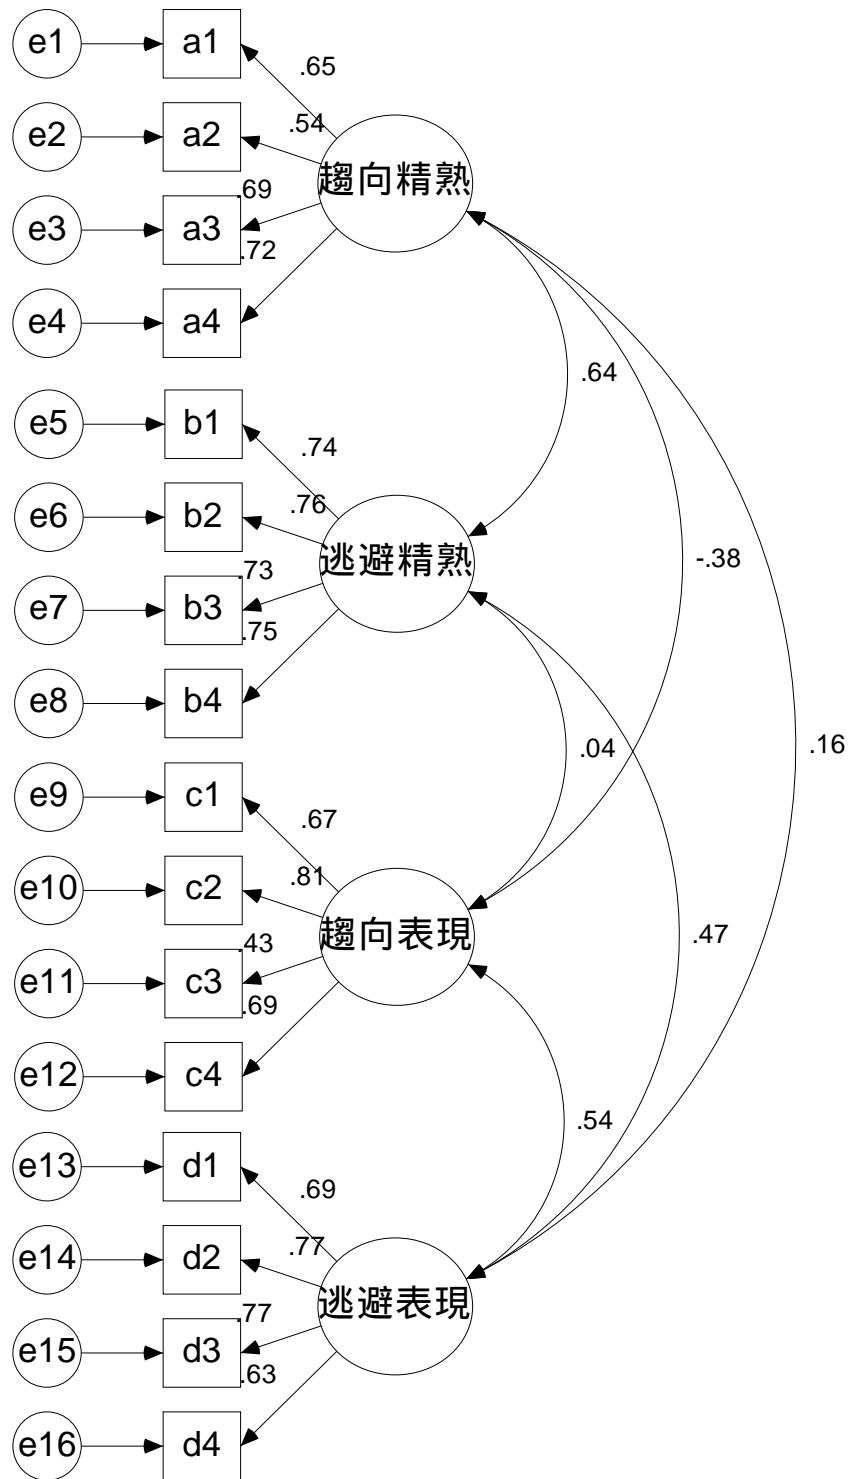 e1 a1
.65
e2 a2 .54
趨向精熟
.69
e3 a3
.72
e4 a4
.64
e5 b1
.74
e6 b2 .76
逃避精熟
-.38
.73
e7 b3
.75
e8 b4
.04
.16
e9 c1
.67
e10 c2 .81
趨向表現
.47
.43
e11 c3
.69
e12 c4
.54
e13 d1
.69
e14 d2 .77
逃避表現
.77
e15 d3
.63
e16 d4